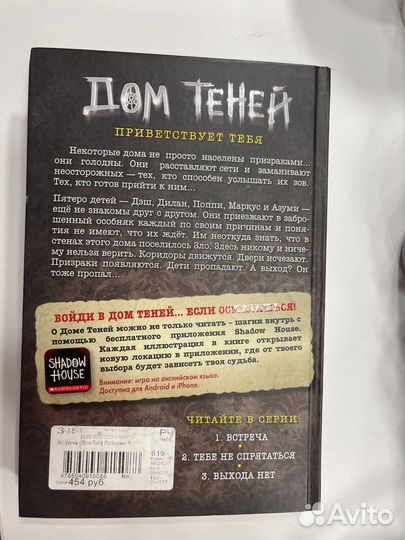 ДОМ ТЕНЕЙ
ПРИВЕТСТВУЕТ ТЕБЯ
Некоторые дома не просто населены призраками...
они голодны. Они расставляют сети и заманивают
неосторожных — тех, кто способен услышать их зов.
Тех, кто готов прийти к ним...
Пятеро детей — Дэш, Дилан, Поппи, Маркус и Азуми —
ещё не знакомы друг с другом. Они приезжают в забро-
шенный особняк каждый по своим причинам и поня-
тия не имеют, что их ждёт. Им неоткуда знать, что в
стенах этого дома поселилось Зло. Здесь никому и ниче-
му нельзя верить. Коридоры движутся. Двери исчезают.
Призраки появляются. Дети пропадают. А выход? Он
тоже пропал...
ВОЙДИ В ДОМ ТЕНЕЙ... ЕСЛИ ОСМЕЛИШЬСЯ!
О Доме Теней можно не только читать – шагни внутрь с
помощью бесплатного приложения Shadow House.
Каждая иллюстрация в книге открывает
новую локацию в приложении, где от твоего
выбора будет зависеть твоя судьба.
Внимание: игра на английском языке.
Доступна для Android и iPhone.
SHADOW
HOUSE
SCHOLASTIC
ЧИТАЙТЕ В СЕРИИ:
1. ВСТРЕЧА
2. ТЕБЕ НЕ СПРЯТАТЬСЯ
3. ВЫХОДА НЕТ
3-16-1
Встреча
Цена:
454 руб.
619
Avito